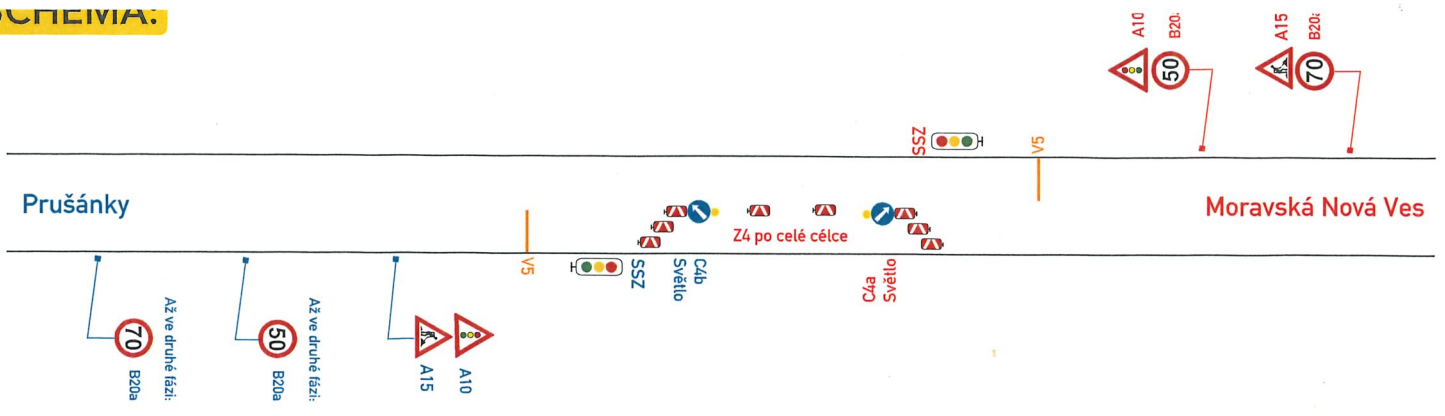 SCHÉMA:
A10
B20a
A15
B20a
50
70
SSZ
V5
Prušánky
Moravská Nová Ves
Z4 po celé célce
V5
SSZ
C4b
Světlo
C4a
Světlo
Až ve druhé fázi:
70
B20a
Až ve druhé fázi:
50
B20a
A15
A10